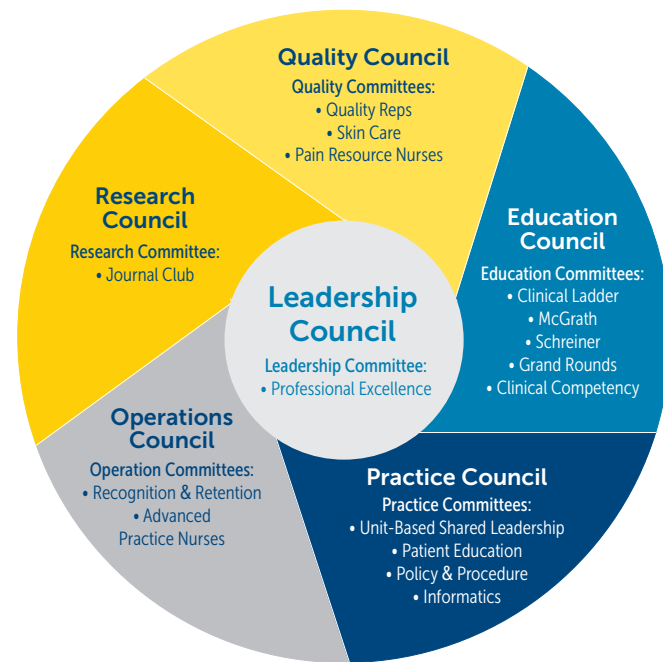 Quality Council
Quality Committees:
• Quality Reps
• Skin Care
• Pain Resource Nurses
Research
Council
Research Committee:
• Journal Club
Education
Council
Education Committees:
• Clinical Ladder
• McGrath
• Schreiner
• Grand Rounds
• Clinical Competency
Leadership
Council
Leadership Committee:
• Professional Excellence
Operations
Council
Operation Committees:
• Recognition & Retention
• Advanced
Practice Nurses
Practice Council
Practice Committees:
• Unit-Based Shared Leadership
• Patient Education
• Policy & Procedure
• Informatics